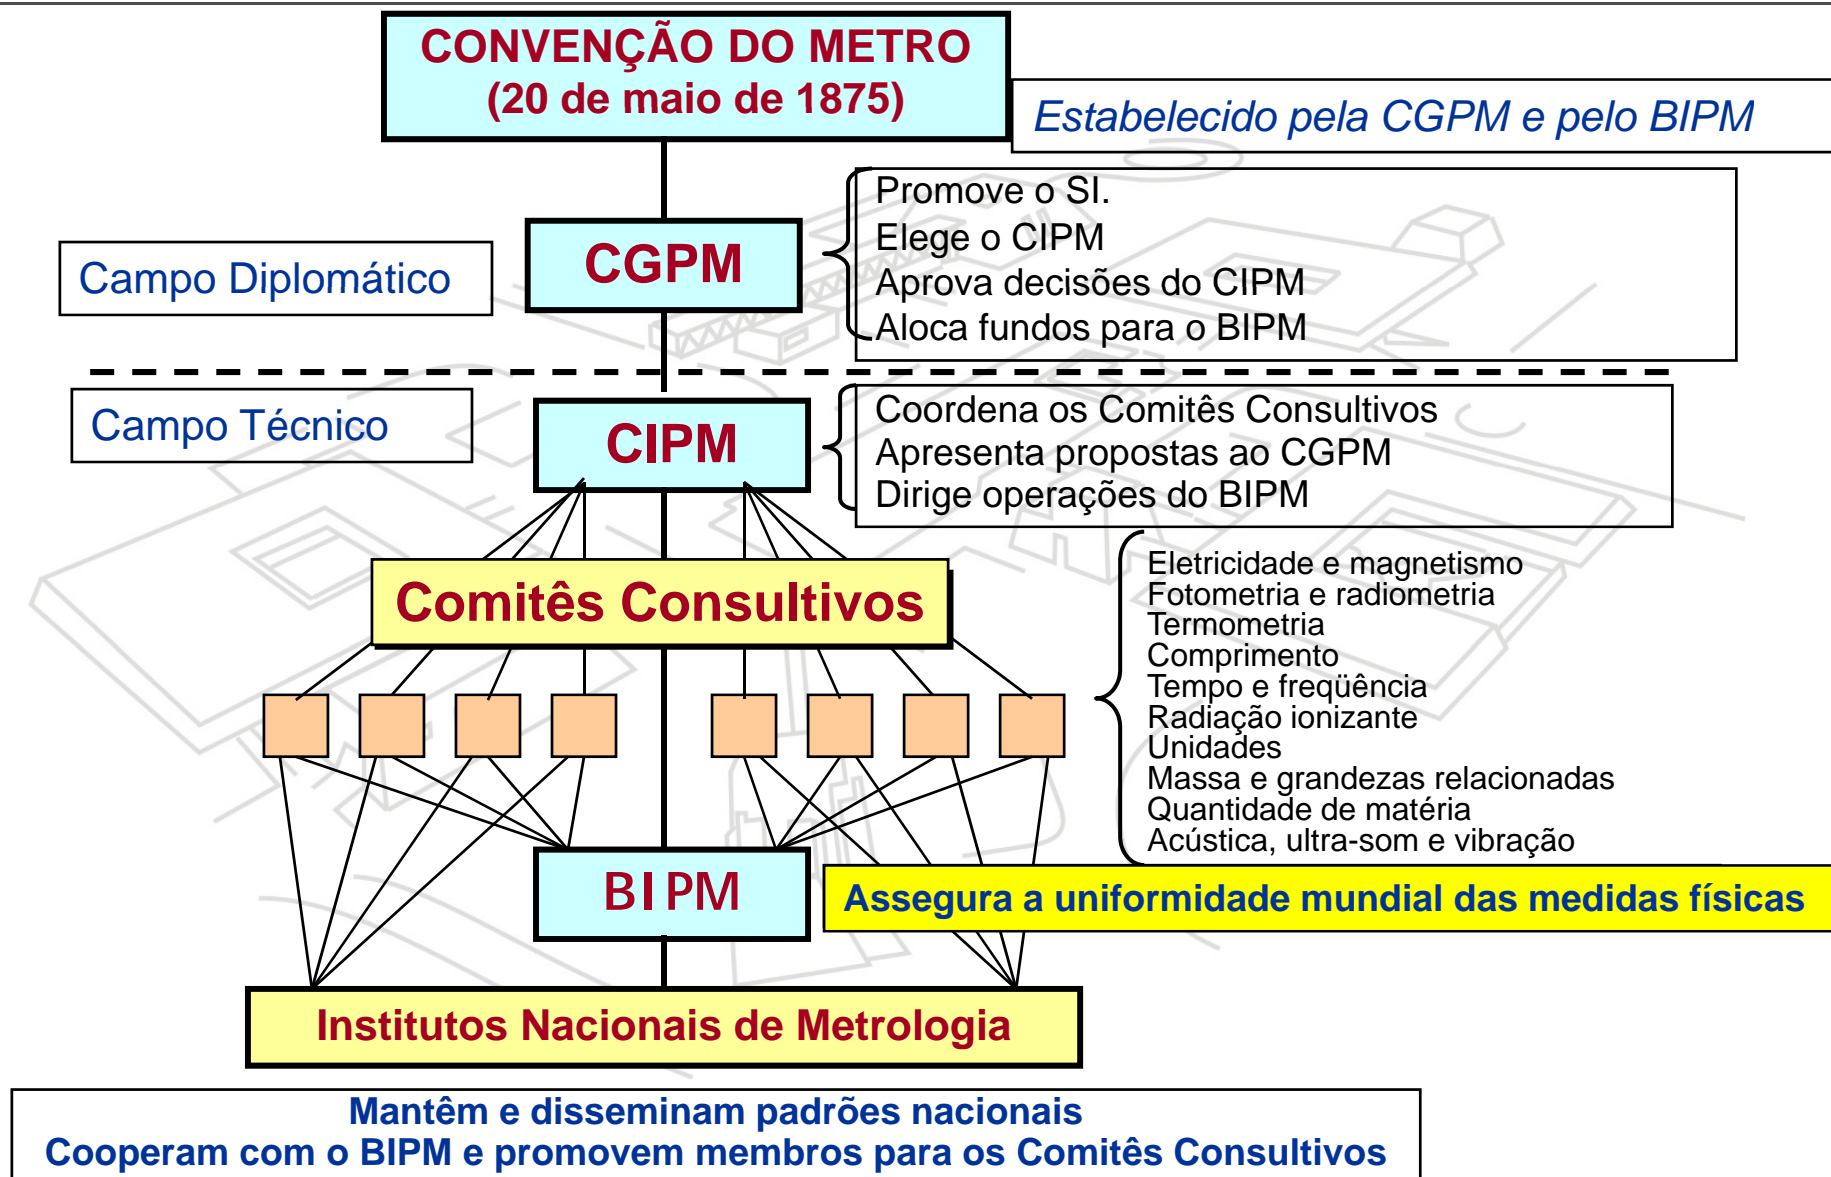 CONVENÇÃO DO METRO
(20 de maio de 1875)
Estabelecido pela CGPM e pelo BIPM
Campo Diplomático
CGPM
Promove o SI.
Elege o CIPM
Aprova decisões do CIPM
Aloca fundos para o BIPM
Campo Técnico
CIPM
Coordena os Comitês Consultivos
Apresenta propostas ao CGPM
Dirige operações do BIPM
Comitês Consultivos
Eletricidade e magnetismo
Fotometria e radiometria
Termometria
Comprimento
Tempo e freqüência
Radiação ionizante
Unidades
Massa e grandezas relacionadas
Quantidade de matéria
Acústica, ultra-som e vibração
BIPM
Assegura a uniformidade mundial das medidas físicas
Institutos Nacionais de Metrologia
Mantêm e disseminam padrões nacionais
Cooperam com o BIPM e promovem membros para os Comitês Consultivos